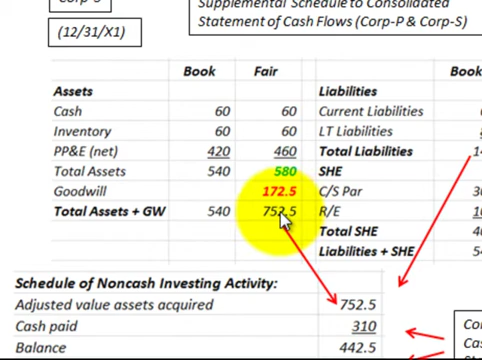 (12/31/X1)
Supplemental Schedule to Consolidated
Statement of Cash Flows (Corp-P & Corp-S)
Book Fair Book
Assets Liabilities
Cash 60 60 Current Liabilities
Inventory 60 60 LT Liabilities
PP&E (net) 420 460 Total Liabilities
Total Assets 540 580 SHE
Goodwill 172.5 C/S Par
Total Assets + GW 540 752.5 R/E
Total SHE
Liabilities + SHE
Schedule of Noncash Investing Activity:
Adjusted value assets acquired 752.5
Cash paid 310
Balance 442.5